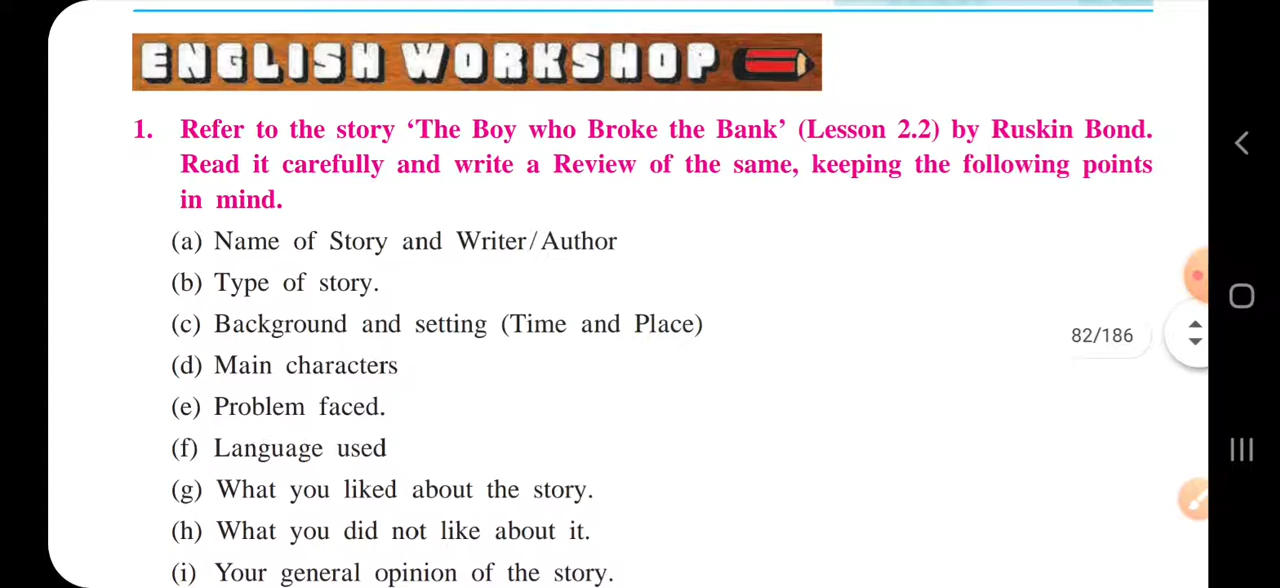 ENGLISH WORKSHOP
1. Refer to the story ‘The Boy who Broke the Bank’ (Lesson 2.2) by Ruskin Bond.
Read it carefully and write a Review of the same, keeping the following points
in mind.
(a) Name of Story and Writer/Author
(b) Type of story.
(c) Background and setting (Time and Place)
82/186
(d) Main characters
(e) Problem faced.
(f) Language used
(g) What you liked about the story.
(h) What you did not like about it.
(i) Your general opinion of the story.